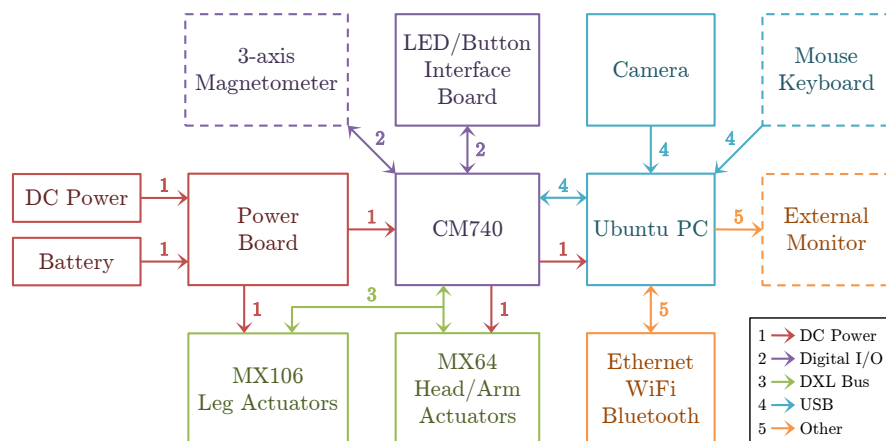 3-axis
Magnetometer
LED/Button
Interface
Board
Camera
Mouse
Keyboard
2
2
4
4
DC Power
1
Battery
1
Power
Board
1
CM740
4
1
Ubuntu PC
5
External
Monitor
1
3
1
5
MX106
Leg Actuators
MX64
Head/Arm
Actuators
Ethernet
WiFi
Bluetooth
1 DC Power
2 Digital I/O
3 DXL Bus
4 USB
5 Other